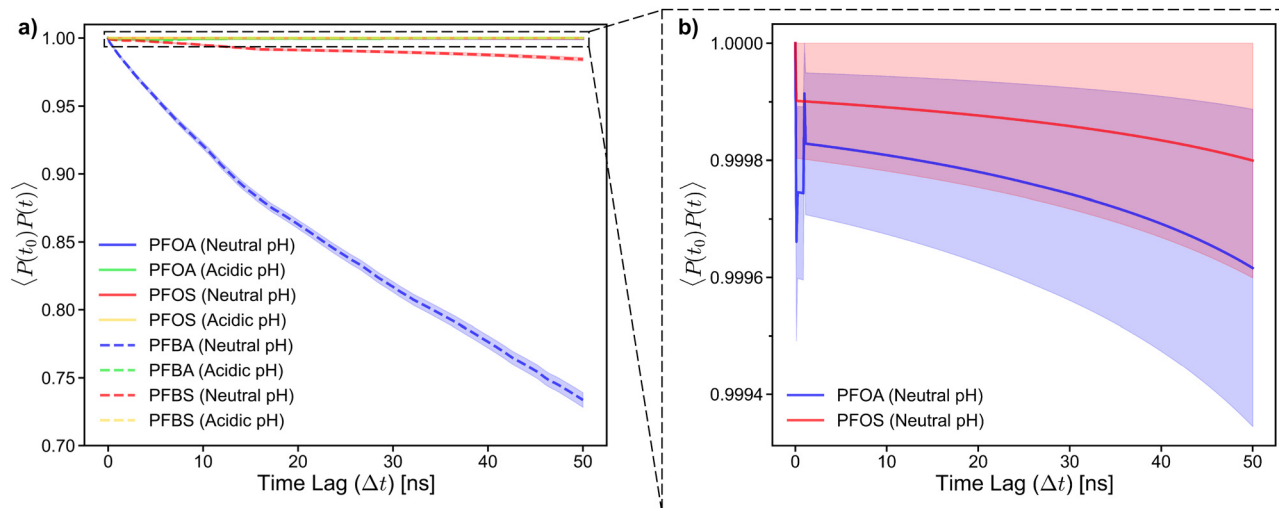 a)
1.00
0.95
0.90
0.85
0.80
0.75
0.70
⟨P(t₀)P(t)⟩
PFOA (Neutral pH)
PFOA (Acidic pH)
PFOS (Neutral pH)
PFOS (Acidic pH)
PFBA (Neutral pH)
PFBA (Acidic pH)
PFBS (Neutral pH)
PFBS (Acidic pH)
0 10 20 30 40 50
Time Lag (Δt) [ns]
b)
1.0000
0.9998
0.9996
0.9994
⟨P(t₀)P(t)⟩
PFOA (Neutral pH)
PFOS (Neutral pH)
0 10 20 30 40 50
Time Lag (Δt) [ns]